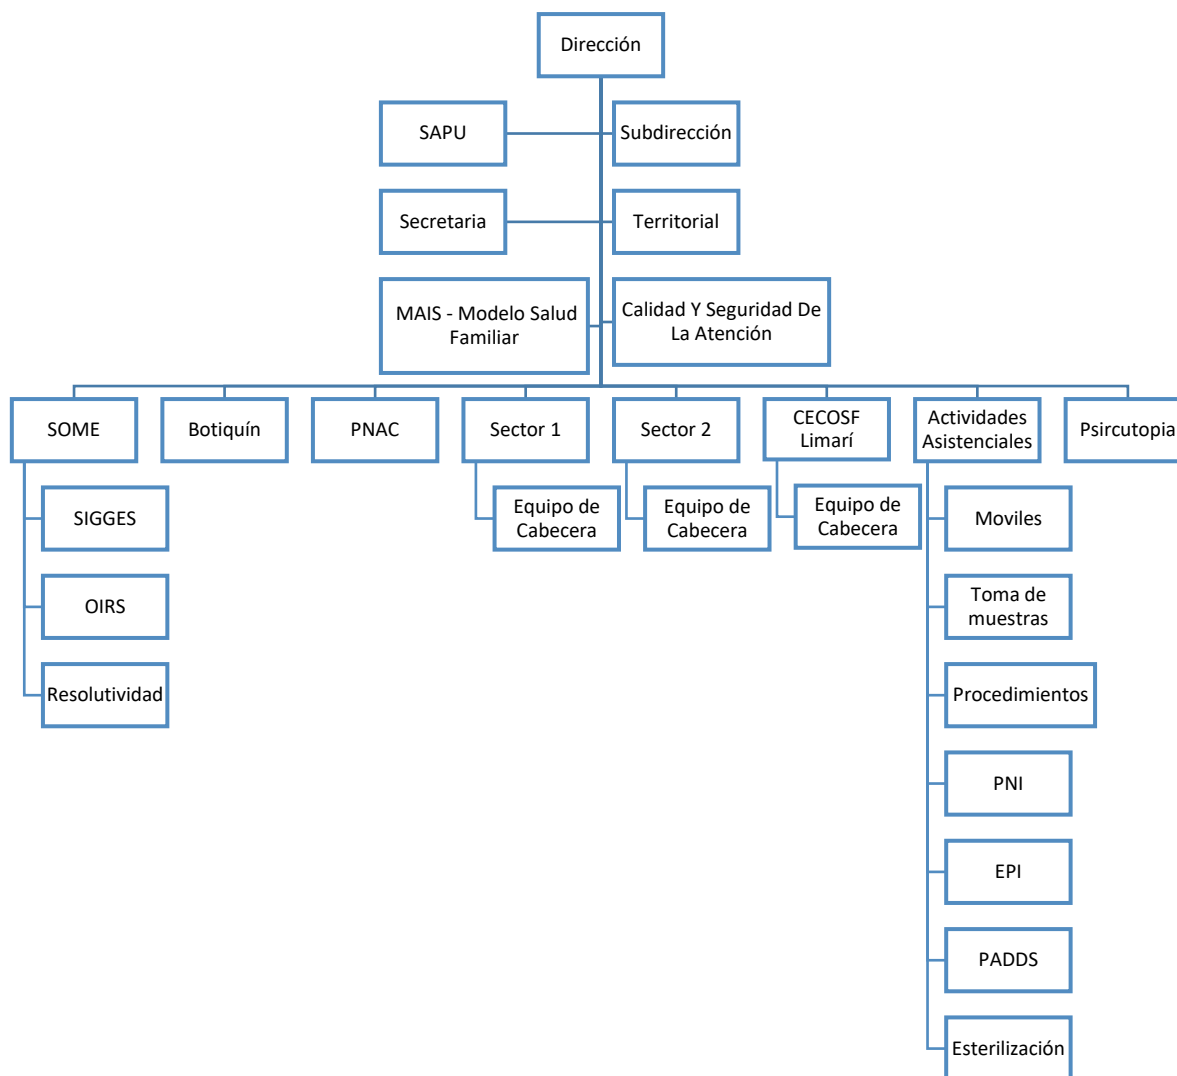 Dirección
SAPU
Subdirección
Secretaria
Territorial
MAIS - Modelo Salud
Familiar
Calidad Y Seguridad De
La Atención
SOME
Botiquín
PNAC
Sector 1
Sector 2
CECOSF
Limarí
Actividades
Asistenciales
Psircutopia
SIGGES
OIRS
Resolutividad
Equipo de
Cabecera
Equipo de
Cabecera
Equipo de
Cabecera
Moviles
Toma de
muestras
Procedimientos
PNI
EPI
PADDS
Esterilización